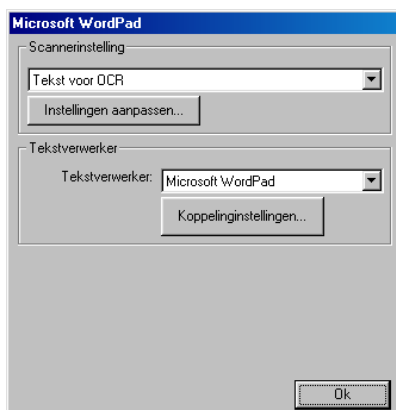 Microsoft WordPad
Scannerinstelling
Tekst voor OCR
Instellingen aanpassen...
Tekstverwerker
Tekstverwerker: Microsoft WordPad
Koppelinginstellingen...
Ok